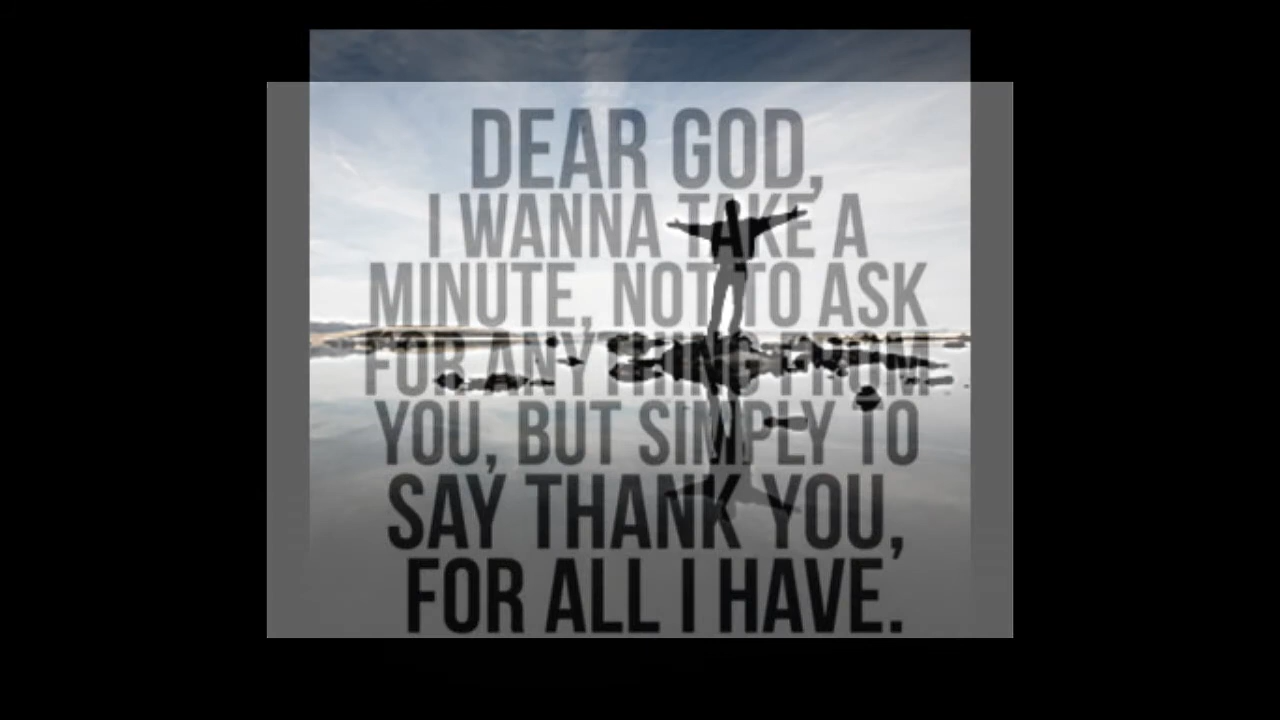 DEAR GOD,
I WANNA TAKE A
MINUTE, NOT TO ASK
FOR ANYTHING FROM
YOU, BUT SIMPLY TO
SAY THANK YOU,
FOR ALL I HAVE.